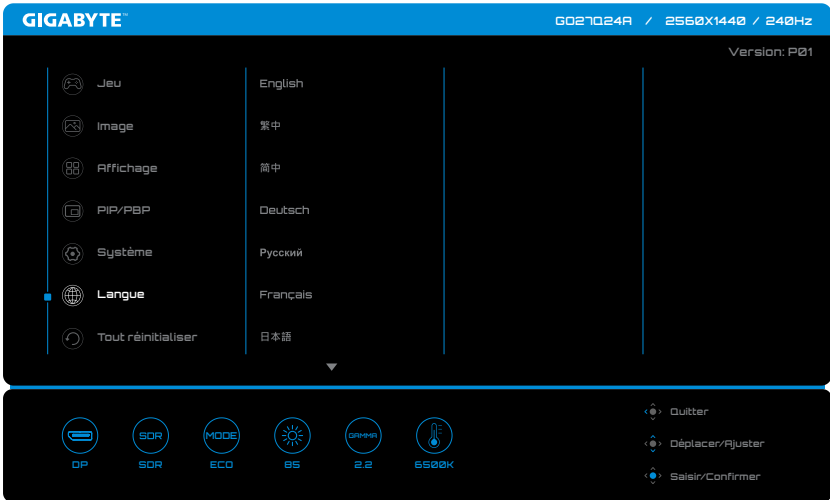 GIGABYTE™
GO27Q24A / 2560X1440 / 240Hz
Version: P01
Jeu
Image
Affichage
PIP/PBP
Système
Langue
Tout réinitialiser
English
繁中
简中
Deutsch
Русский
Français
日本語
SDR
MODE
GAMMA
DP
SDR
ECO
85
2.2
6500K
Quitter
Déplacer/Ajuster
Saisir/Confirmer